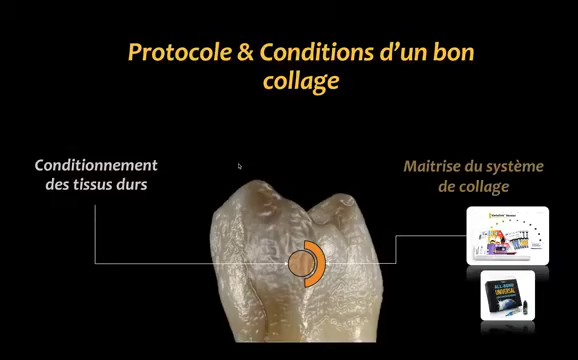 Protocole & Conditions d'un bon
collage
Conditionnement
des tissus durs
Maitrise du système
de collage
ALL-BOND
UNIVERSAL